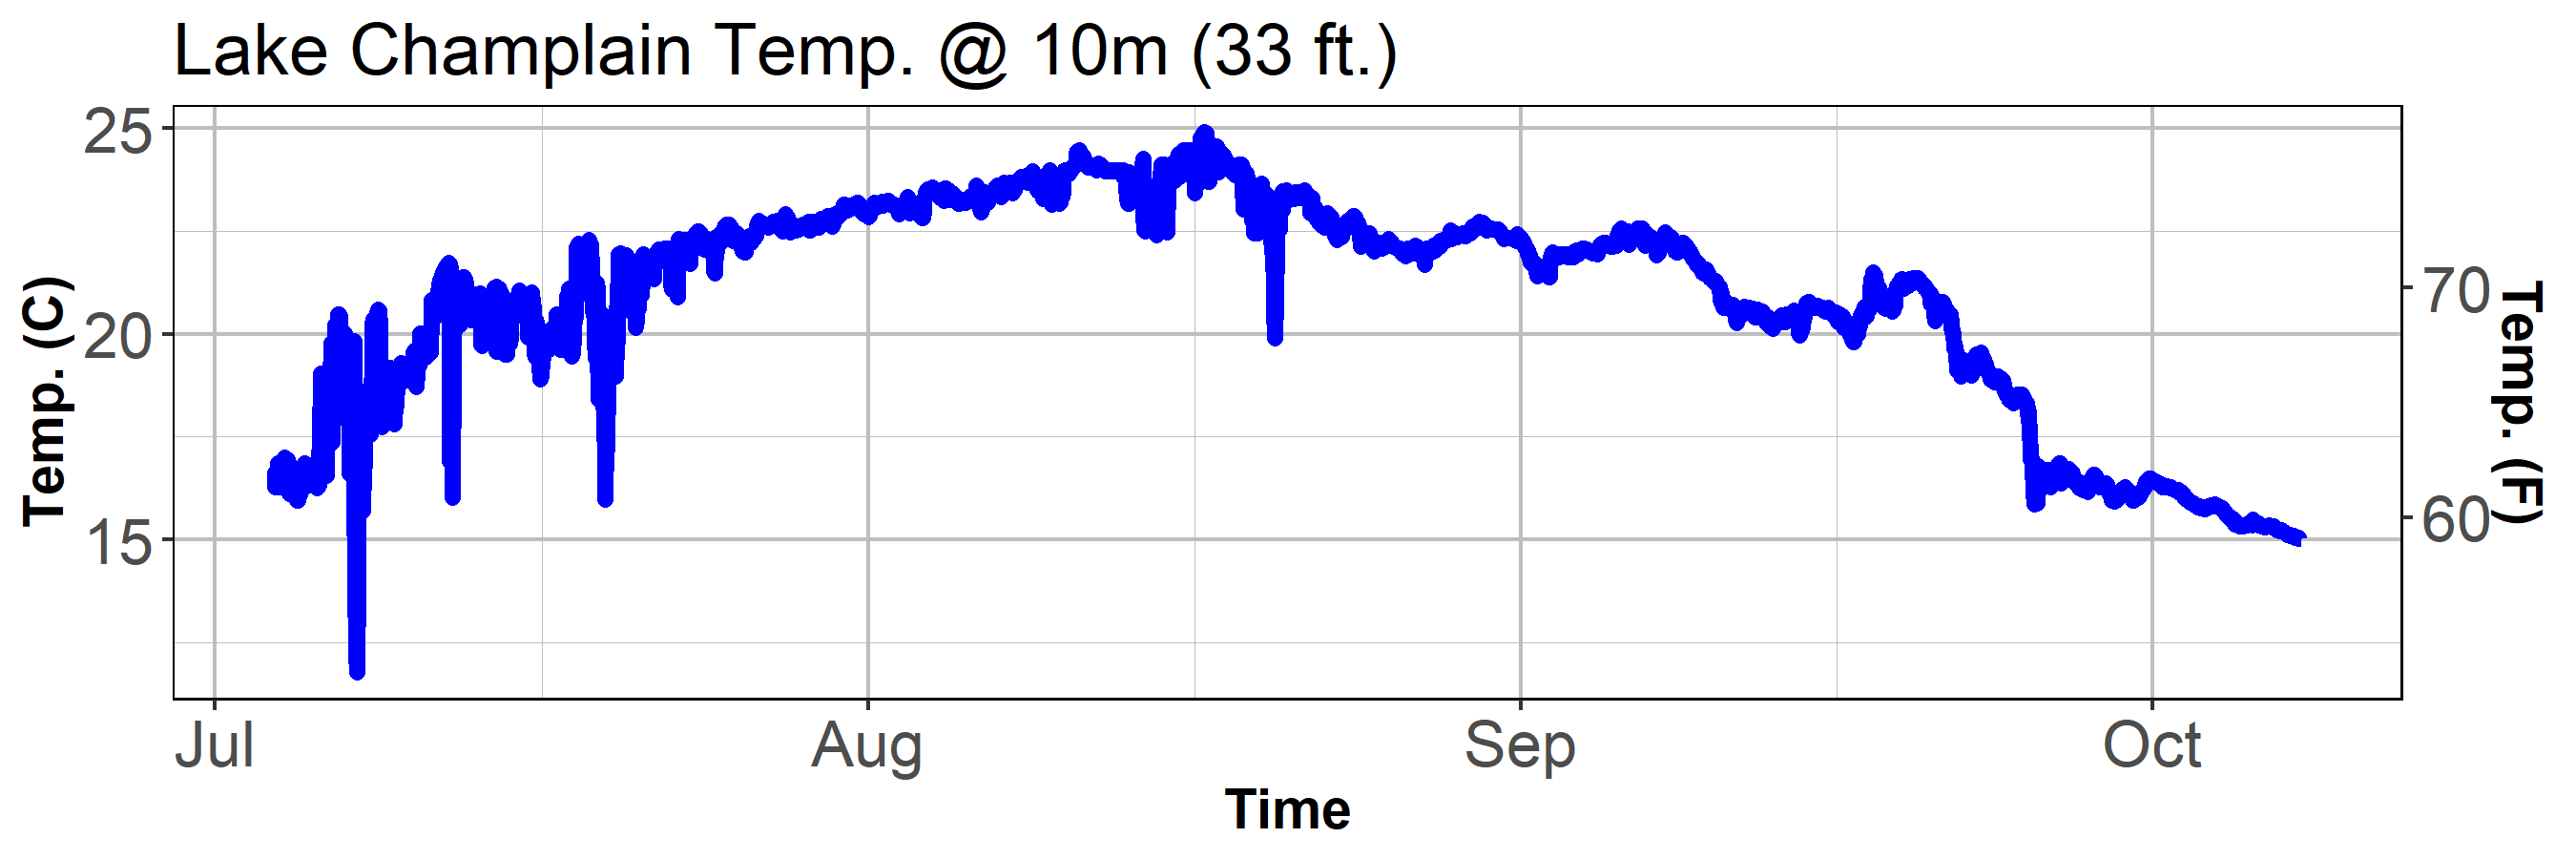 Lake Champlain Temp. @ 10m (33 ft.)
25
20
15
Temp. (C)
70
60
Temp. (F)
Jul
Aug
Sep
Oct
Time